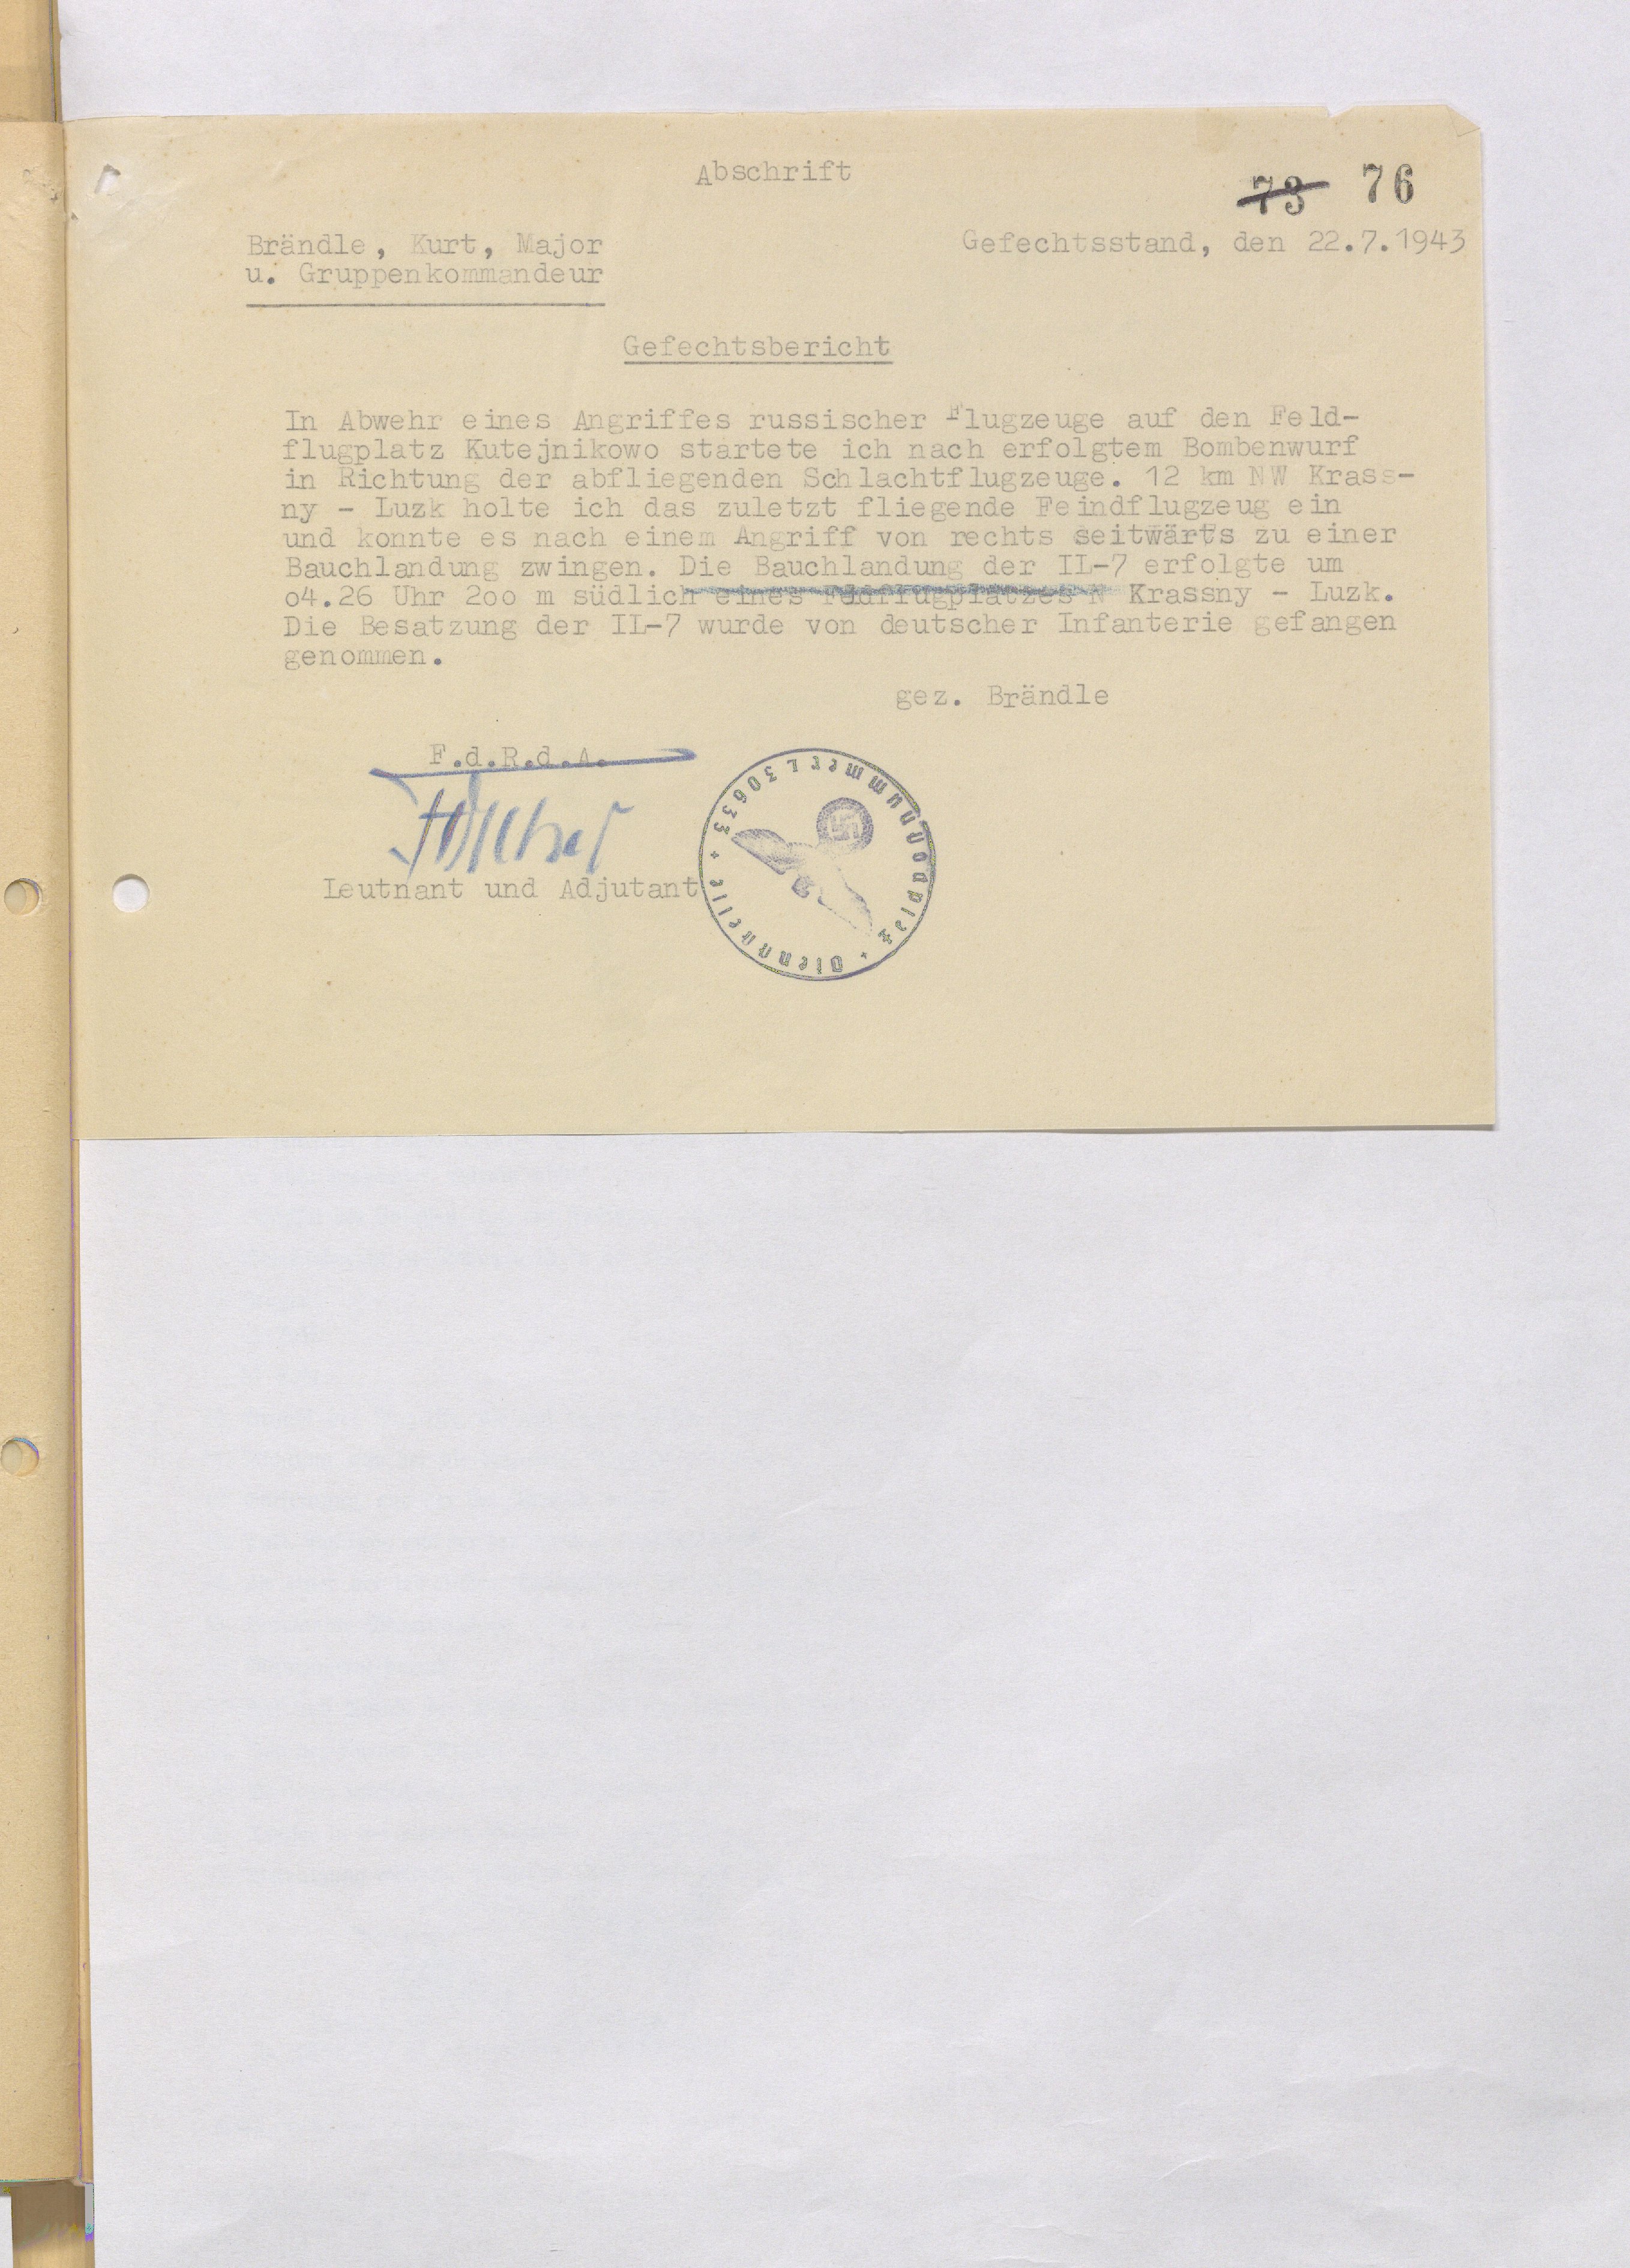 Abschrift
73 76
Brändle, Kurt, Major
u. Gruppenkommandeur
Gefechtsstand, den 22.7.1943
Gefechtsbericht
In Abwehr eines Angriffes russischer Flugzeuge auf den Feld-
flugplatz Kutejnikowo startete ich nach erfolgtem Bombenwurf
in Richtung der abfliegenden Schlachtflugzeuge. 12 km NW Krass-
ny - Luzk holte ich das zuletzt fliegende Feindflugzeug ein
und konnte es nach einem Angriff von rechts seitwärts zu einer
Bauchlandung zwingen. Die Bauchlandung der IL-7 erfolgte um
o4.26 Uhr 2oo m südlich eines Feldflugplatzes N Krassny - Luzk.
Die Besatzung der IL-7 wurde von deutscher Infanterie gefangen
genommen.
gez. Brändle
F.d.R.d.A.
Leutnant und Adjutant
Dienststelle + Feldpostnummer L 30633 +